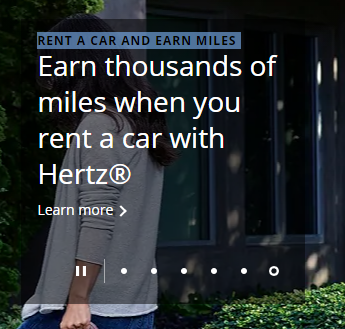 RENT A CAR AND EARN MILES
Earn thousands of
miles when you
rent a car with
Hertz®
Learn more